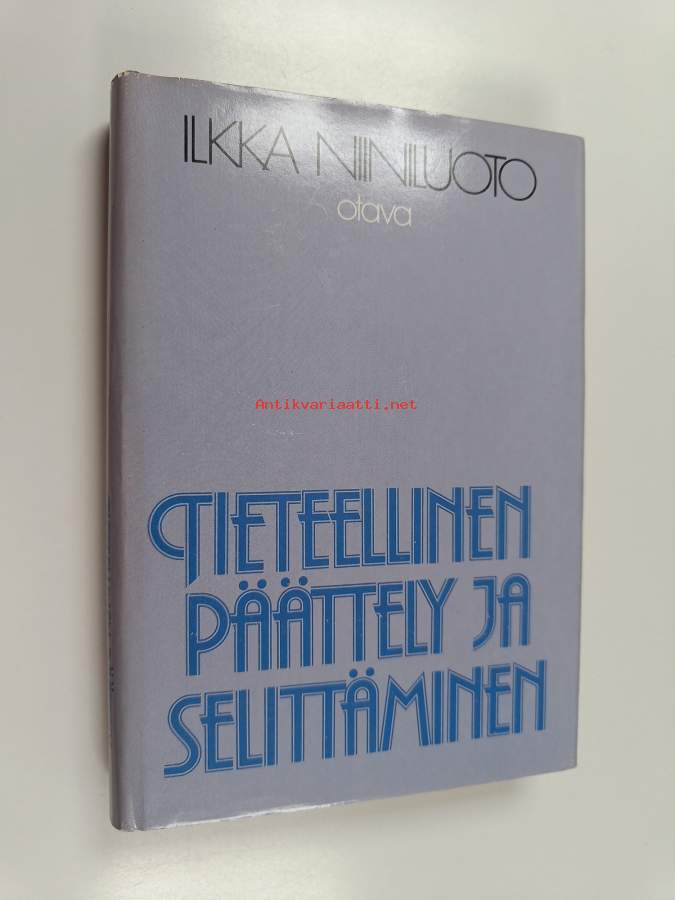 ILKKA NIINILUOTO
otava
Antikvariaatti.net
TIETEELLINEN
PÄÄTTELY JA
SELITTÄMINEN